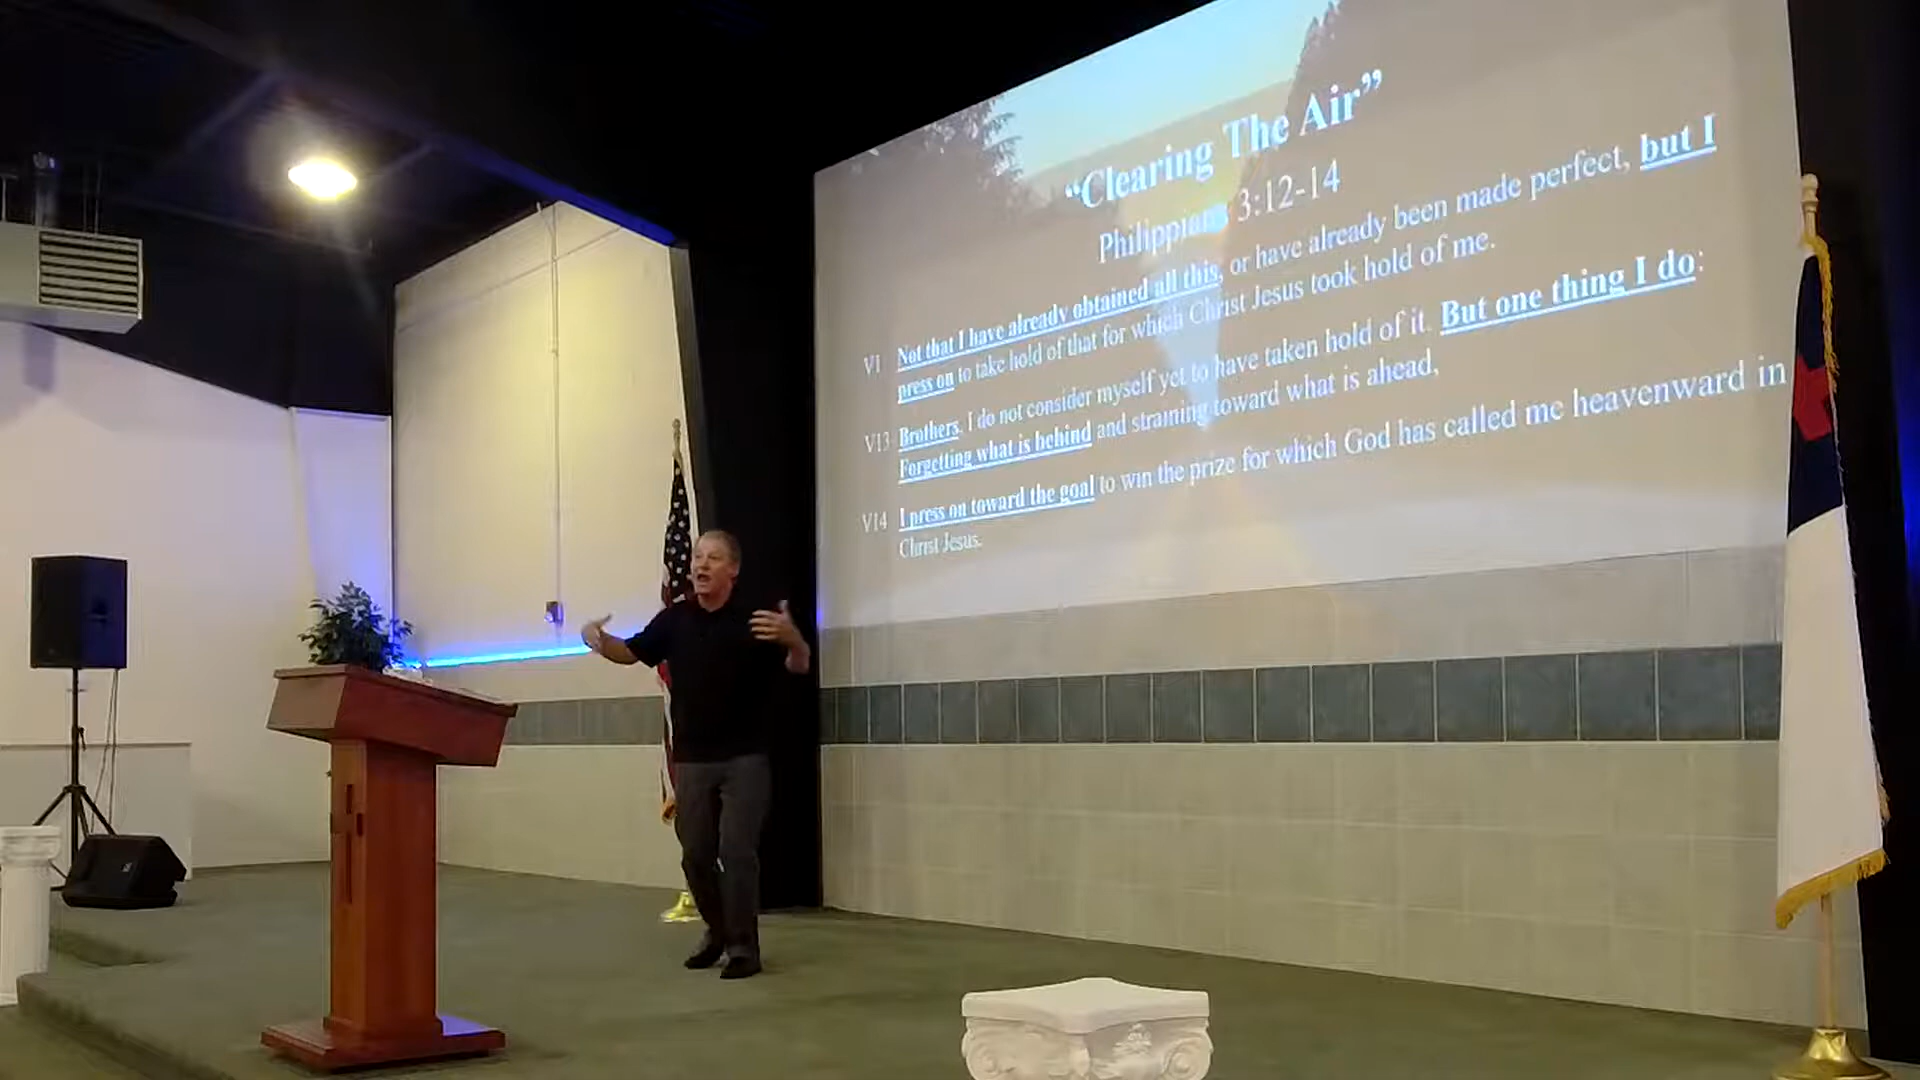 “Clearing The Air”
Philippians 3:12-14
V1 Not that I have already obtained all this, or have already been made perfect, but I
press on to take hold of that for which Christ Jesus took hold of me.
V13 Brothers, I do not consider myself yet to have taken hold of it. But one thing I do:
Forgetting what is behind and straining toward what is ahead,
V14 I press on toward the goal to win the prize for which God has called me heavenward in
Christ Jesus.